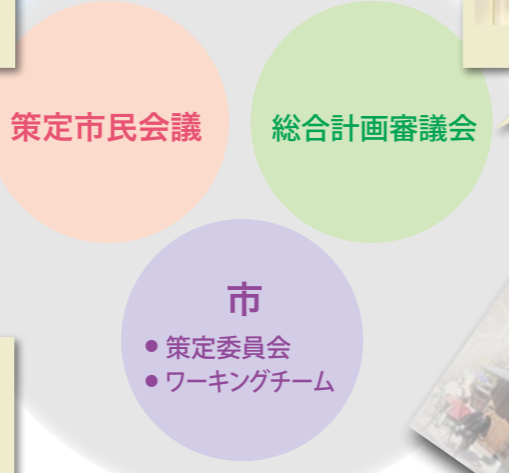 策定市民会議
総合計画審議会
市
● 策定委員会
● ワーキングチーム